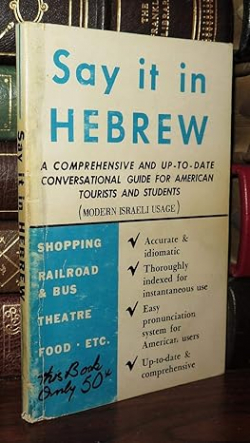 Say it in
HEBREW
A COMPREHENSIVE AND UP-TO-DATE
CONVERSATIONAL GUIDE FOR AMERICAN
TOURISTS AND STUDENTS
(MODERN ISRAELI USAGE)
SHOPPING
RAILROAD
& BUS
THEATRE
FOOD · ETC.
This Book
Only 50¢
✓ Accurate &
idiomatic
✓ Thoroughly
indexed for
instantaneous use
✓ Easy
pronunciation
system for
American users
✓ Up-to-date &
comprehensive
Say it in HEBREW